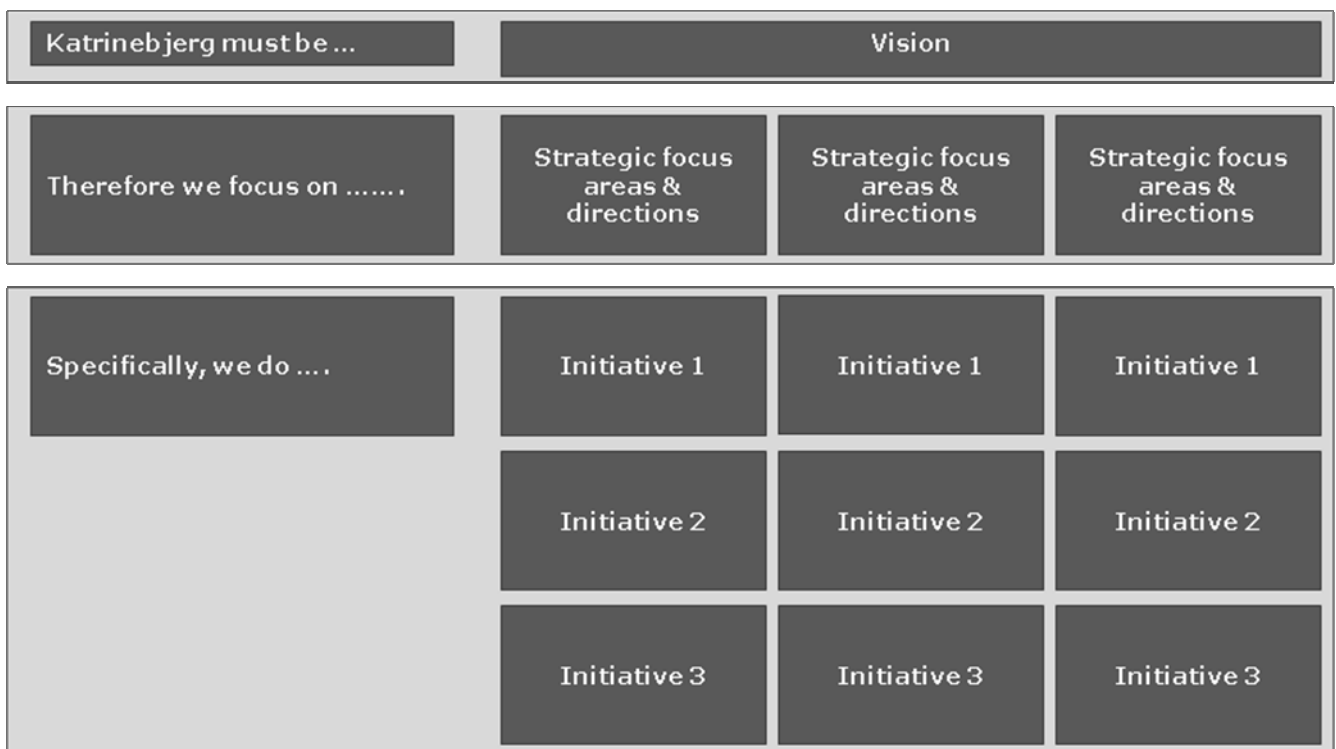 Katrinebjerg must be ...
Vision
Therefore we focus on .......
Strategic focus
areas &
directions
Strategic focus
areas &
directions
Strategic focus
areas &
directions
Specifically, we do ....
Initiative 1
Initiative 1
Initiative 1
Initiative 2
Initiative 2
Initiative 2
Initiative 3
Initiative 3
Initiative 3